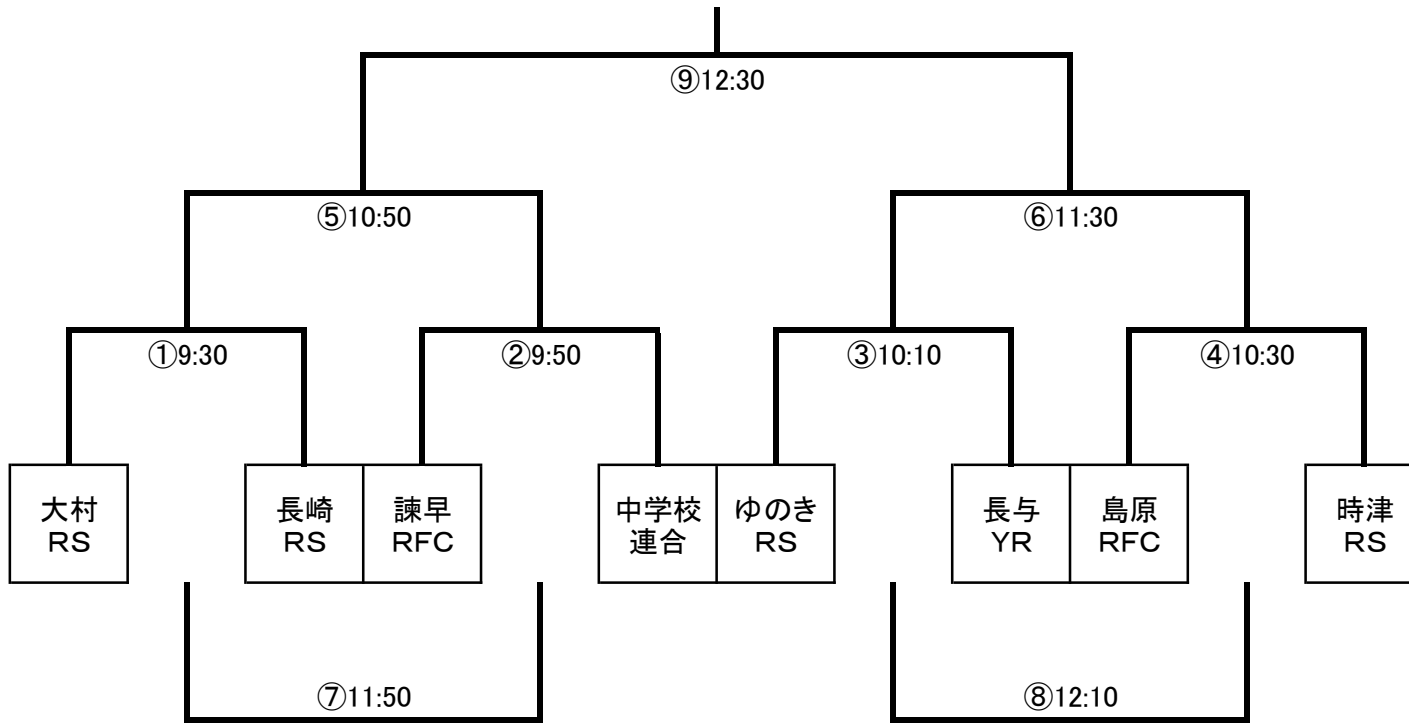 ⑨12:30
⑤10:50
⑥11:30
①9:30
②9:50
③10:10
④10:30
大村
RS
長崎
RS
諫早
RFC
中学校
連合
ゆのき
RS
長与
YR
島原
RFC
時津
RS
⑦11:50
⑧12:10